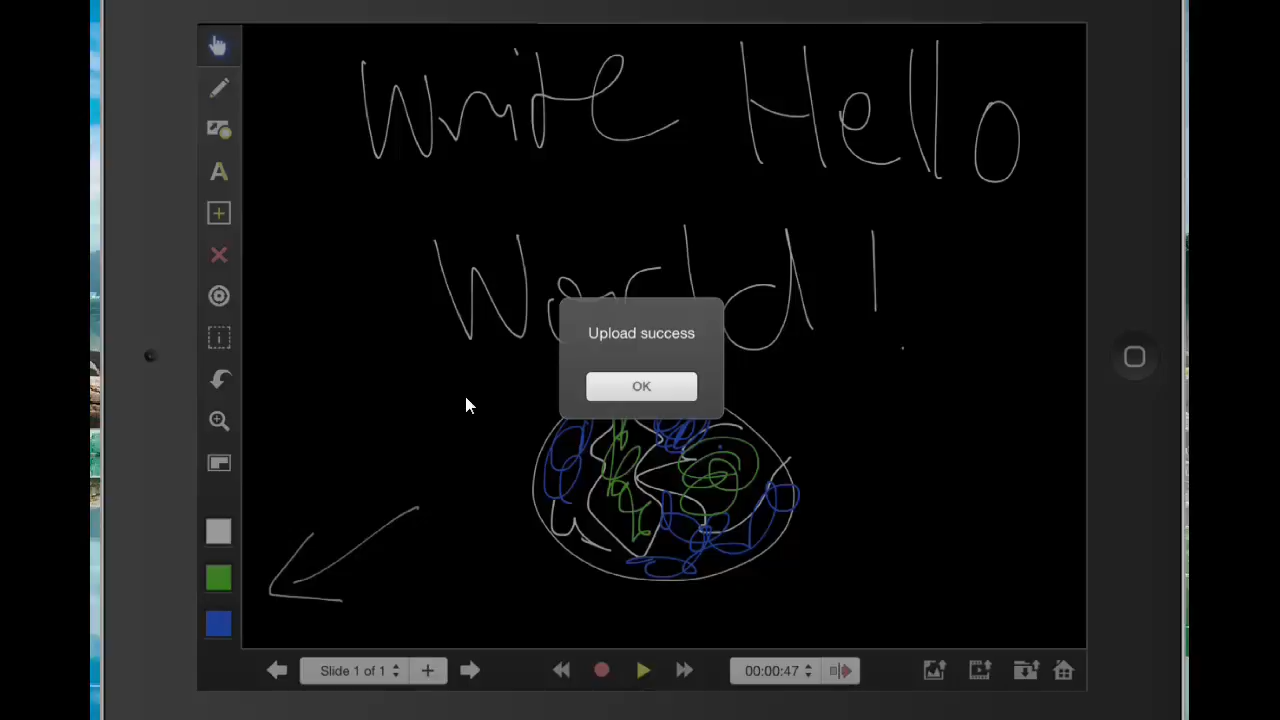 Write Hello
World!
Upload success
OK
A
Slide 1 of 1
00:00:47